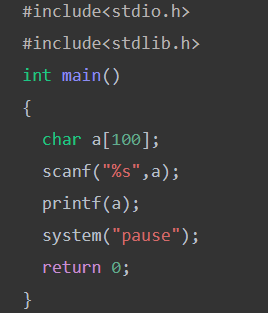 #include<stdio.h>
#include<stdlib.h>
int main()
{
  char a[100];
  scanf("%s",a);
  printf(a);
  system("pause");
  return 0;
}